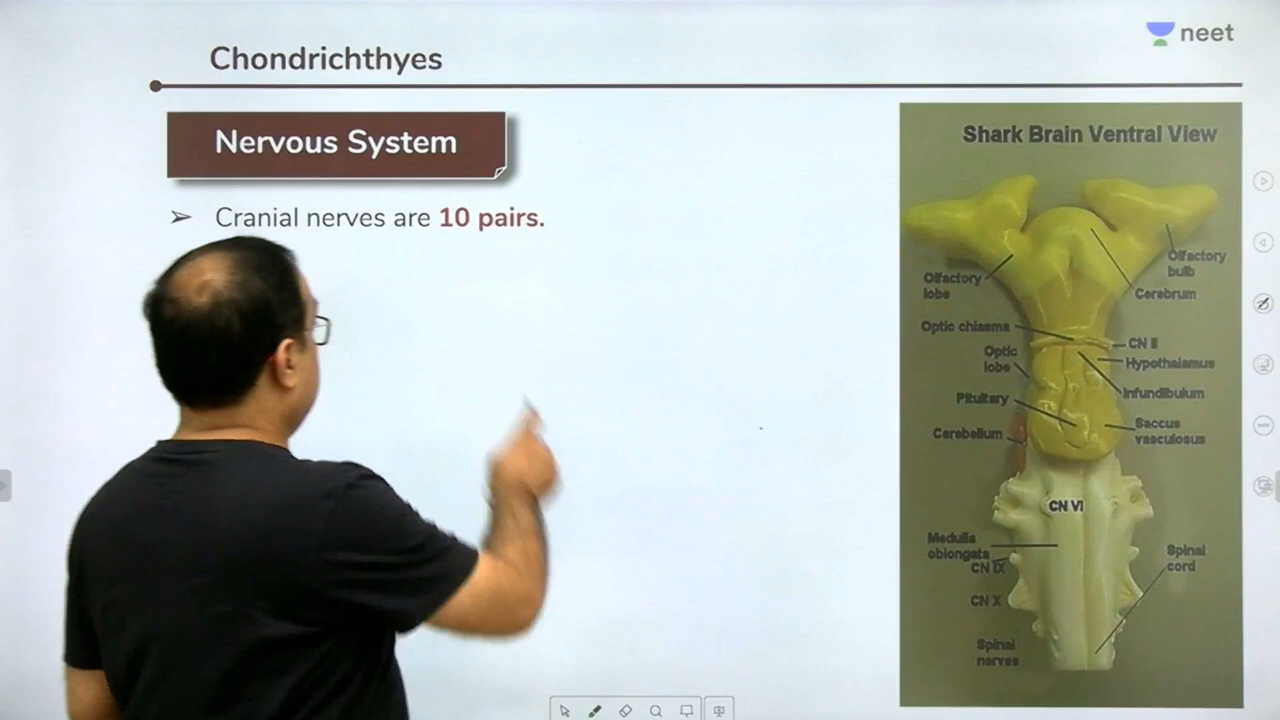 neet
Chondrichthyes
Nervous System
➢ Cranial nerves are 10 pairs.
Shark Brain Ventral View
Olfactory
bulb
Olfactory
lobe
Cerebrum
Optic chiasma
CN II
Optic
lobe
Hypothalamus
Infundibulum
Pituitary
Saccus
vasculosus
Cerebellum
CN VI
Medulla
oblongata
CN IX
Spinal
cord
CN X
Spinal
nerves